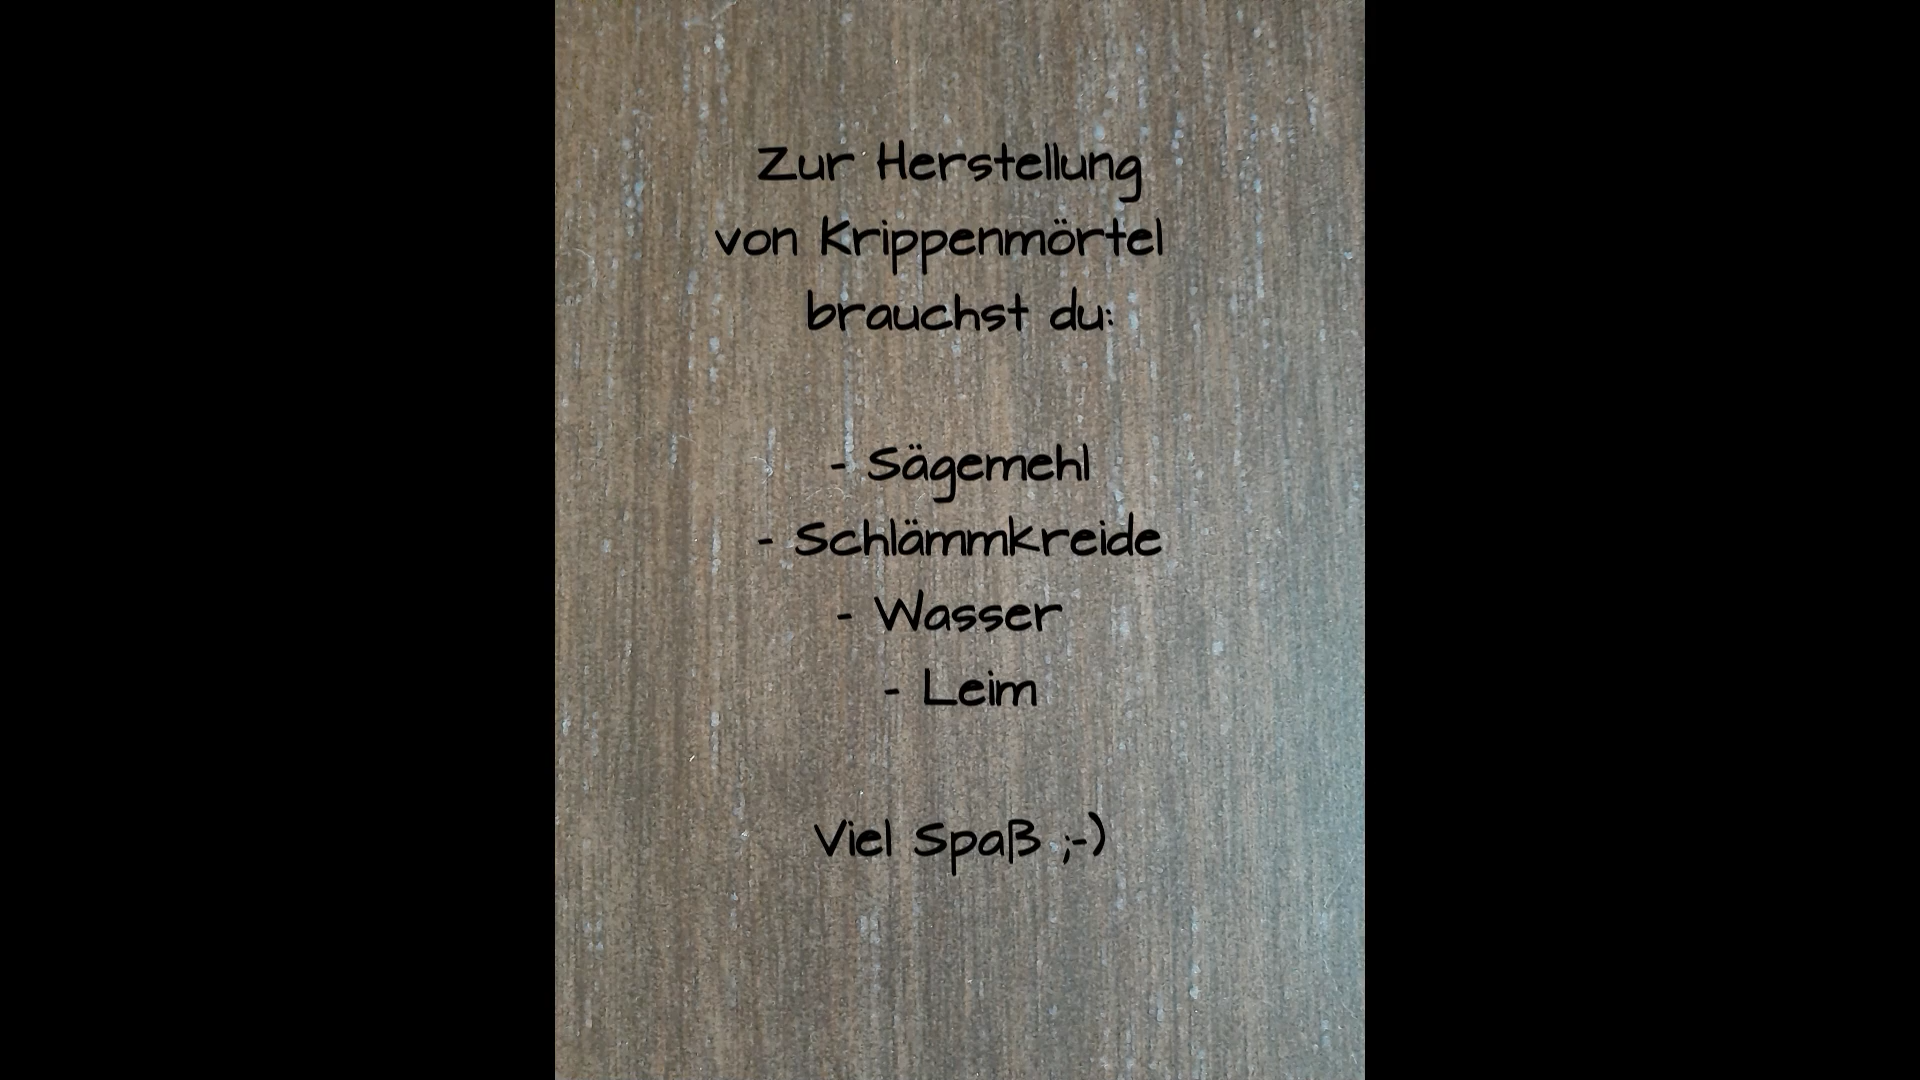 Zur Herstellung
von Krippenmörtel
brauchst du:
- Sägemehl
- Schlämmkreide
- Wasser
- Leim
Viel Spaß ;-)